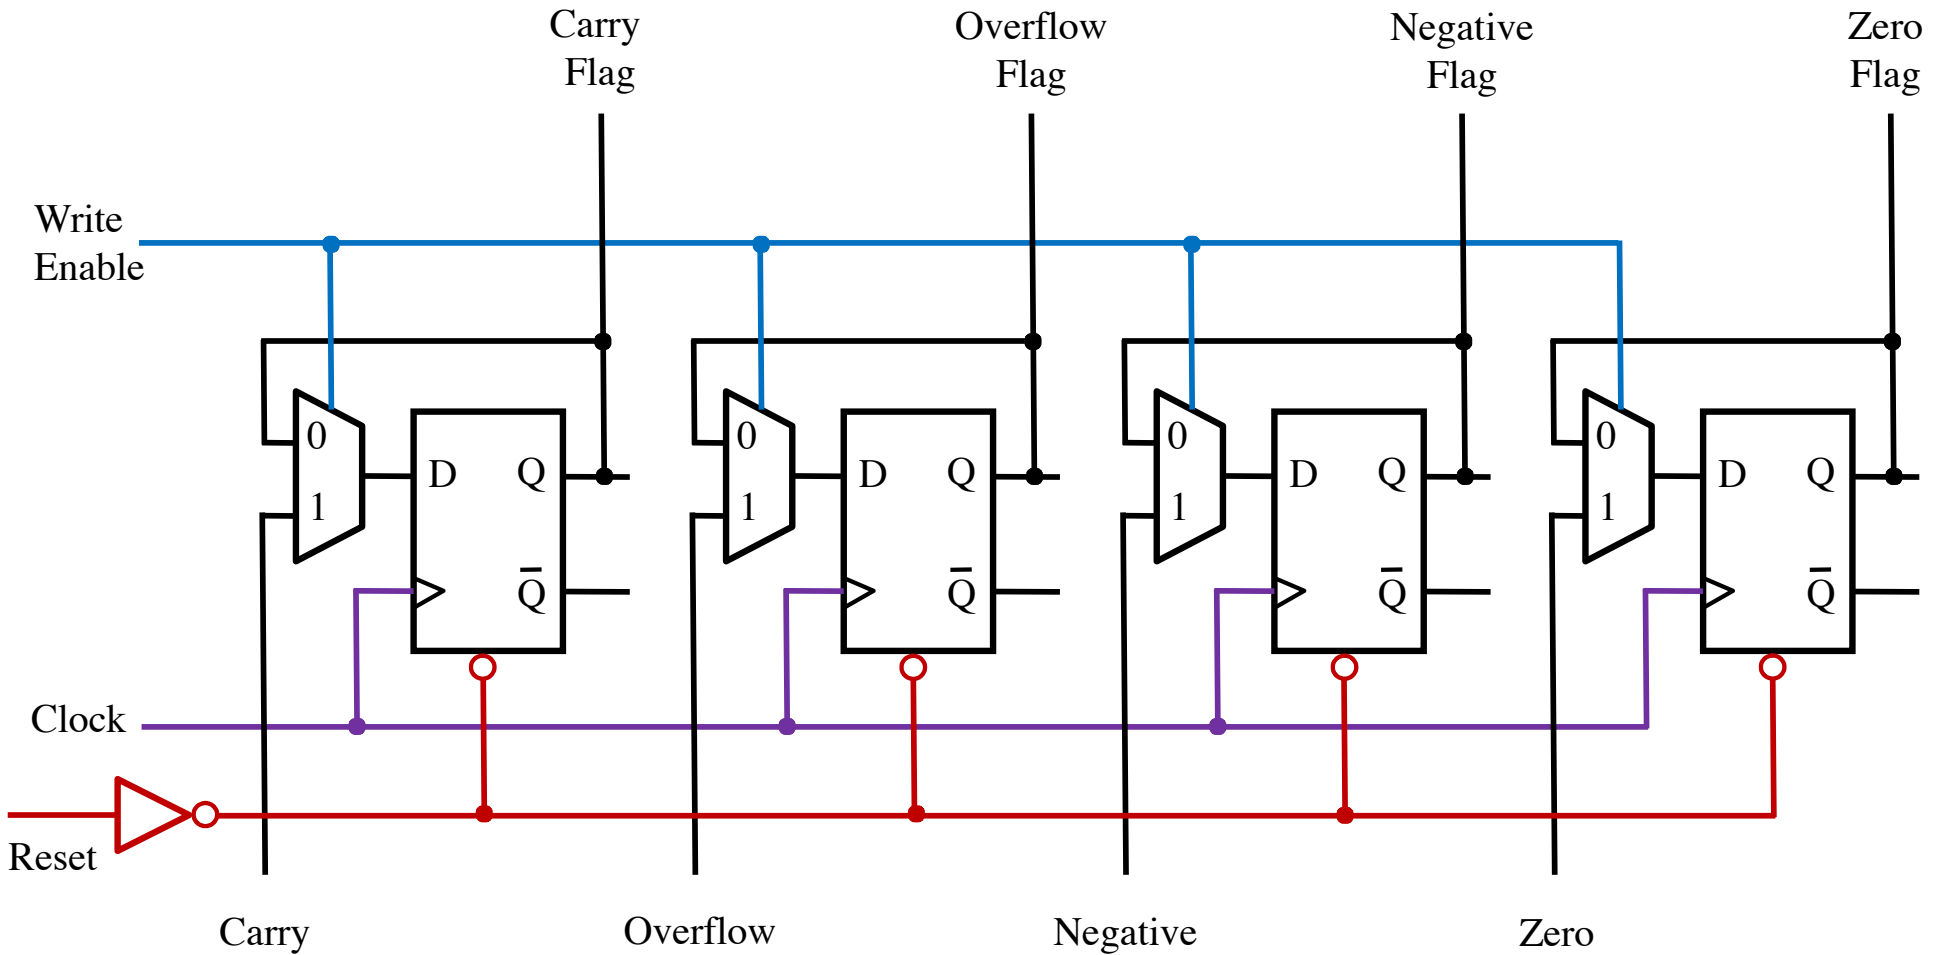 Carry
Flag
Overflow
Flag
Negative
Flag
Zero
Flag
Write
Enable
0
1
D
Q
Q̅
0
1
D
Q
Q̅
0
1
D
Q
Q̅
0
1
D
Q
Q̅
Clock
Reset
Carry
Overflow
Negative
Zero